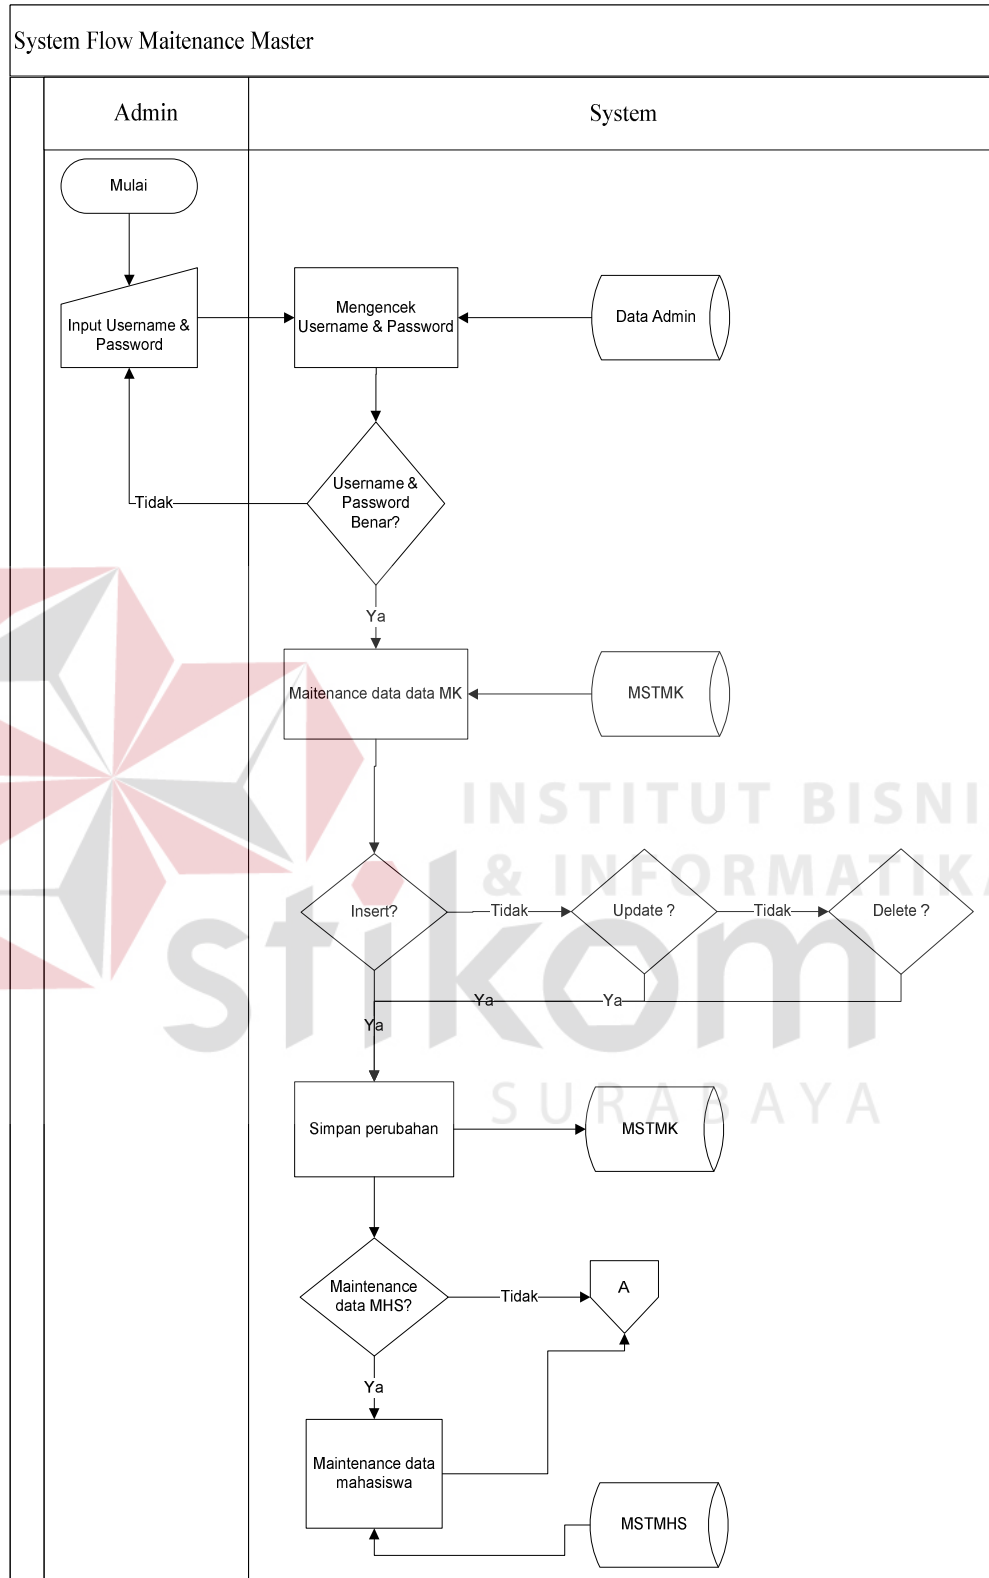 System Flow Maitenance Master
Admin
System
Mulai
Input Username &
Password
Mengencek
Username & Password
Data Admin
Username &
Password
Benar?
Tidak
Ya
Maitenance data data MK
MSTMK
INSTITUT BISNI
& INFORMATIKA
stikom
SURABAYA
Insert?
Tidak
Update ?
Tidak
Delete ?
Ya
Ya
Ya
Simpan perubahan
MSTMK
Maintenance
data MHS?
Tidak
A
Ya
Maintenance data
mahasiswa
MSTMHS